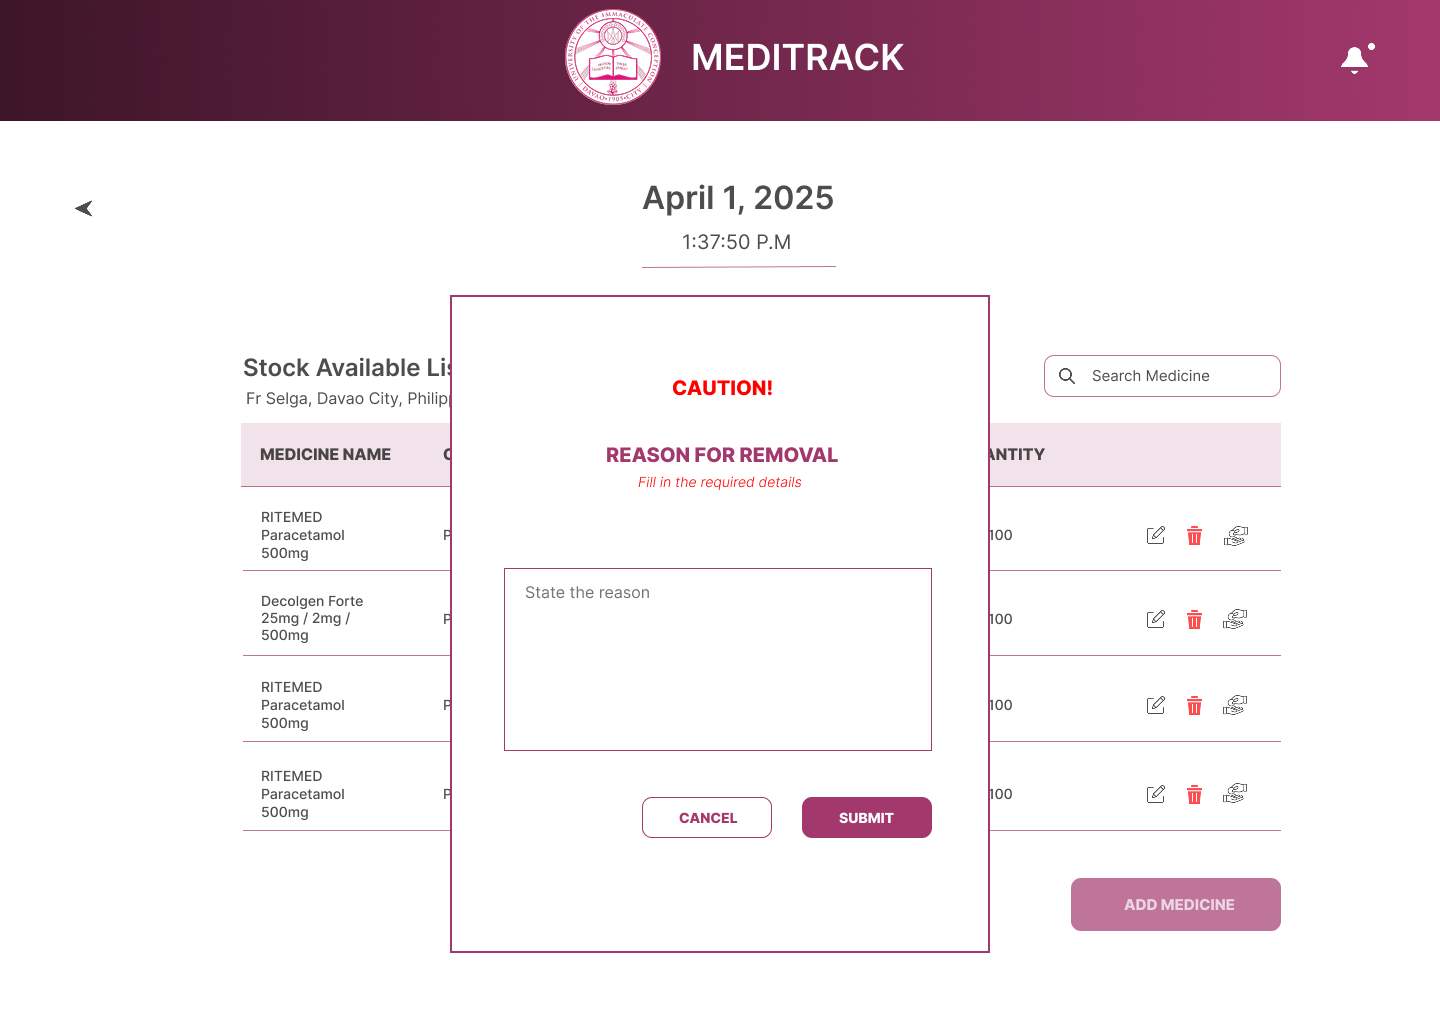 UNIVERSITY OF THE IMMACULATE CONCEPTION
DAVAO • 1905 • CITY
MEDITRACK
April 1, 2025
1:37:50 P.M
Stock Available Lis
Fr Selga, Davao City, Philipp
Search Medicine
MEDICINE NAME
ANTITY
RITEMED
Paracetamol
500mg
P
100
Decolgen Forte
25mg / 2mg /
500mg
P
100
RITEMED
Paracetamol
500mg
P
100
RITEMED
Paracetamol
500mg
P
100
CAUTION!
REASON FOR REMOVAL
Fill in the required details
State the reason
CANCEL
SUBMIT
ADD MEDICINE